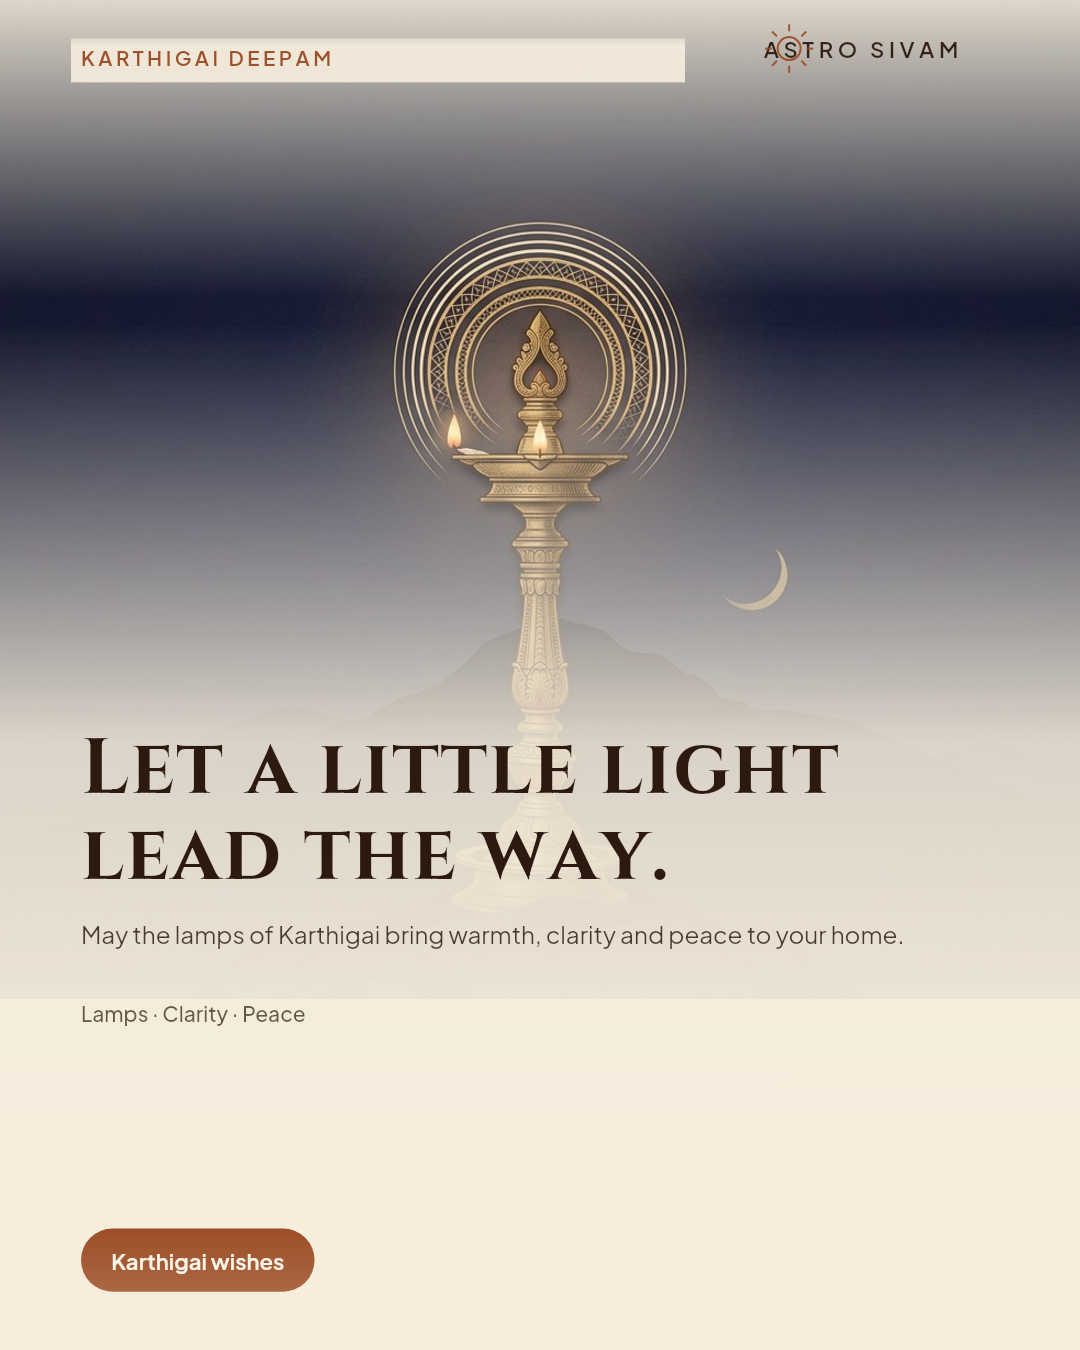 KARTHIGAI DEEPAM
ASTRO SIVAM
LET A LITTLE LIGHT
LEAD THE WAY.
May the lamps of Karthigai bring warmth, clarity and peace to your home.
Lamps · Clarity · Peace
Karthigai wishes